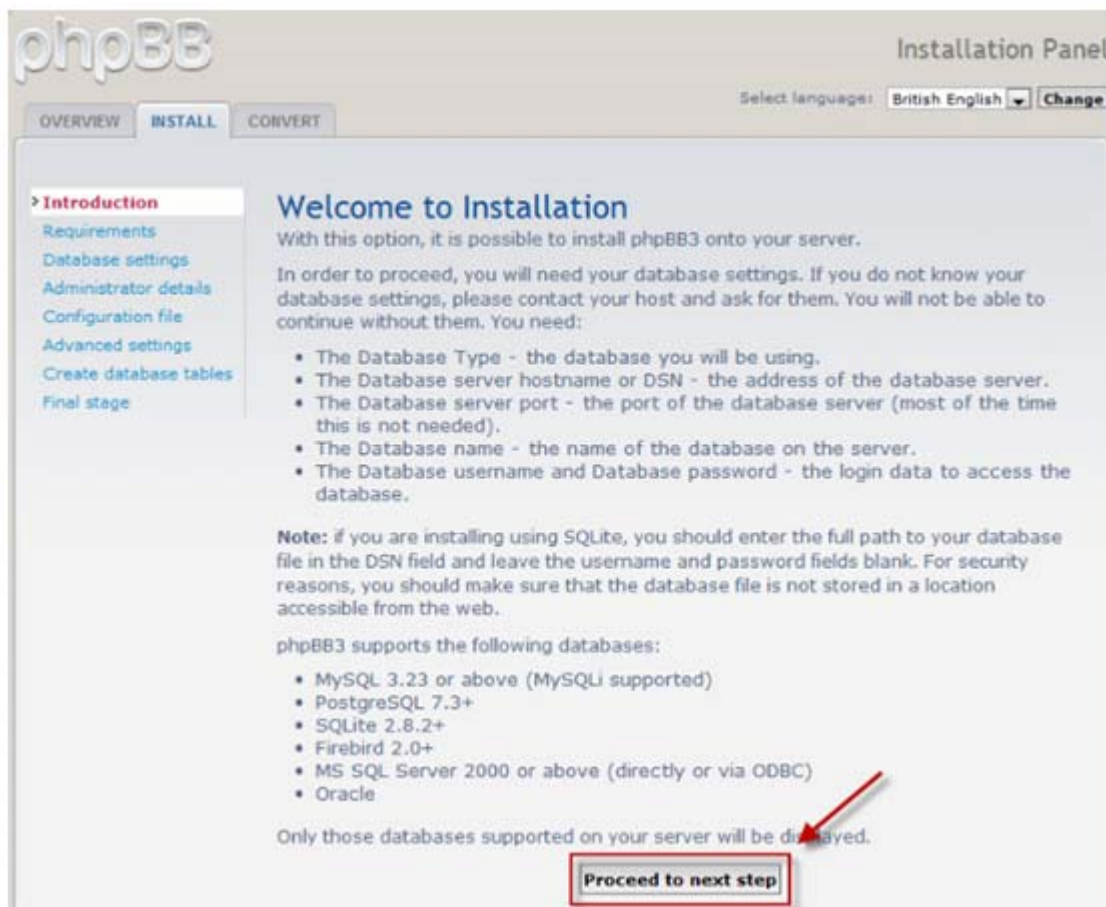 phpBB
Installation Panel
Select language: British English Change
OVERVIEW INSTALL CONVERT
Introduction
Requirements
Database settings
Administrator details
Configuration file
Advanced settings
Create database tables
Final stage
Welcome to Installation
With this option, it is possible to install phpBB3 onto your server.
In order to proceed, you will need your database settings. If you do not know your
database settings, please contact your host and ask for them. You will not be able to
continue without them. You need:
• The Database Type - the database you will be using.
• The Database server hostname or DSN - the address of the database server.
• The Database server port - the port of the database server (most of the time
this is not needed).
• The Database name - the name of the database on the server.
• The Database username and Database password - the login data to access the
database.
Note: if you are installing using SQLite, you should enter the full path to your database
file in the DSN field and leave the username and password fields blank. For security
reasons, you should make sure that the database file is not stored in a location
accessible from the web.
phpBB3 supports the following databases:
• MySQL 3.23 or above (MySQLi supported)
• PostgreSQL 7.3+
• SQLite 2.8.2+
• Firebird 2.0+
• MS SQL Server 2000 or above (directly or via ODBC)
• Oracle
Only those databases supported on your server will be displayed.
Proceed to next step